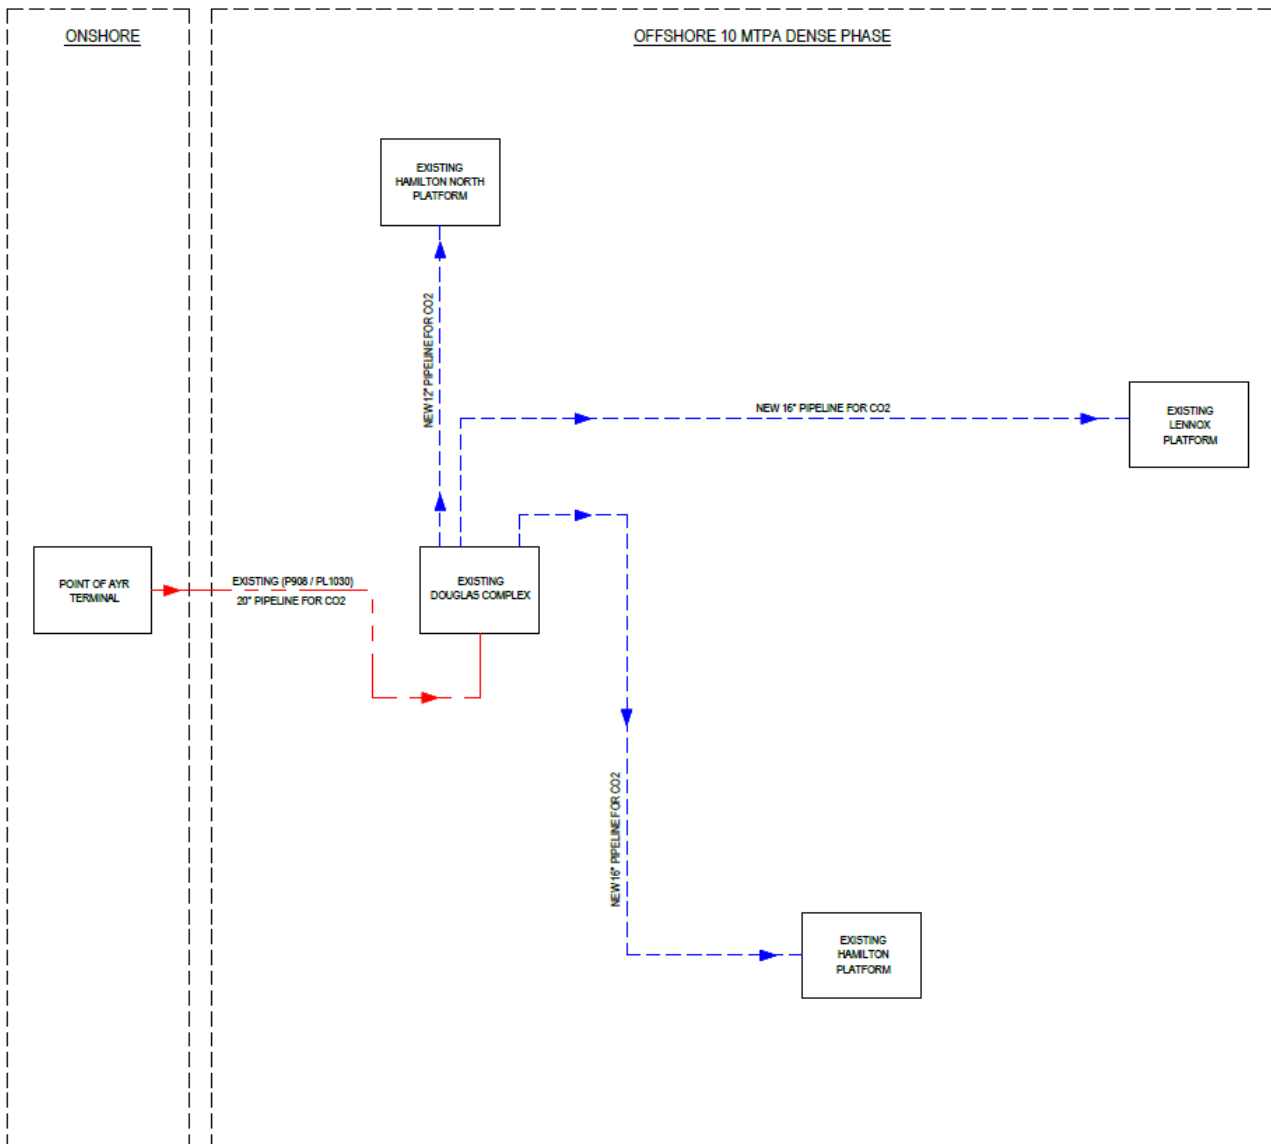 ONSHORE
OFFSHORE 10 MTPA DENSE PHASE
EXISTING
HAMILTON NORTH
PLATFORM
NEW 12" PIPELINE FOR CO2
NEW 16" PIPELINE FOR CO2
EXISTING
LENNOX
PLATFORM
POINT OF AYR
TERMINAL
EXISTING (P908 / PL1030)
20" PIPELINE FOR CO2
EXISTING
DOUGLAS COMPLEX
NEW 16" PIPELINE FOR CO2
EXISTING
HAMILTON
PLATFORM